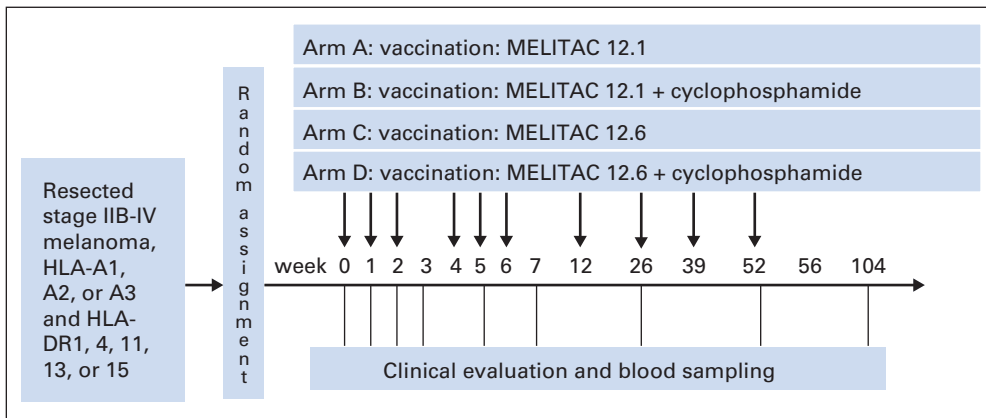 Arm A: vaccination: MELITAC 12.1
Arm B: vaccination: MELITAC 12.1 + cyclophosphamide
Arm C: vaccination: MELITAC 12.6
Arm D: vaccination: MELITAC 12.6 + cyclophosphamide
Resected
stage IIB-IV
melanoma,
HLA-A1,
A2, or A3
and HLA-
DR1, 4, 11,
13, or 15
Random assignment
week 0 1 2 3 4 5 6 7 12 26 39 52 56 104
Clinical evaluation and blood sampling